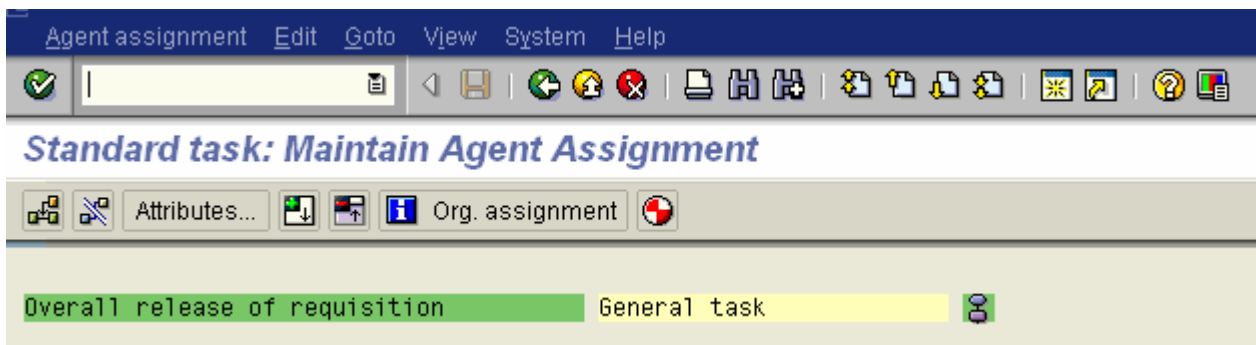 Agent assignment Edit Goto View System Help
Standard task: Maintain Agent Assignment
Attributes... Org. assignment
Overall release of requisition General task